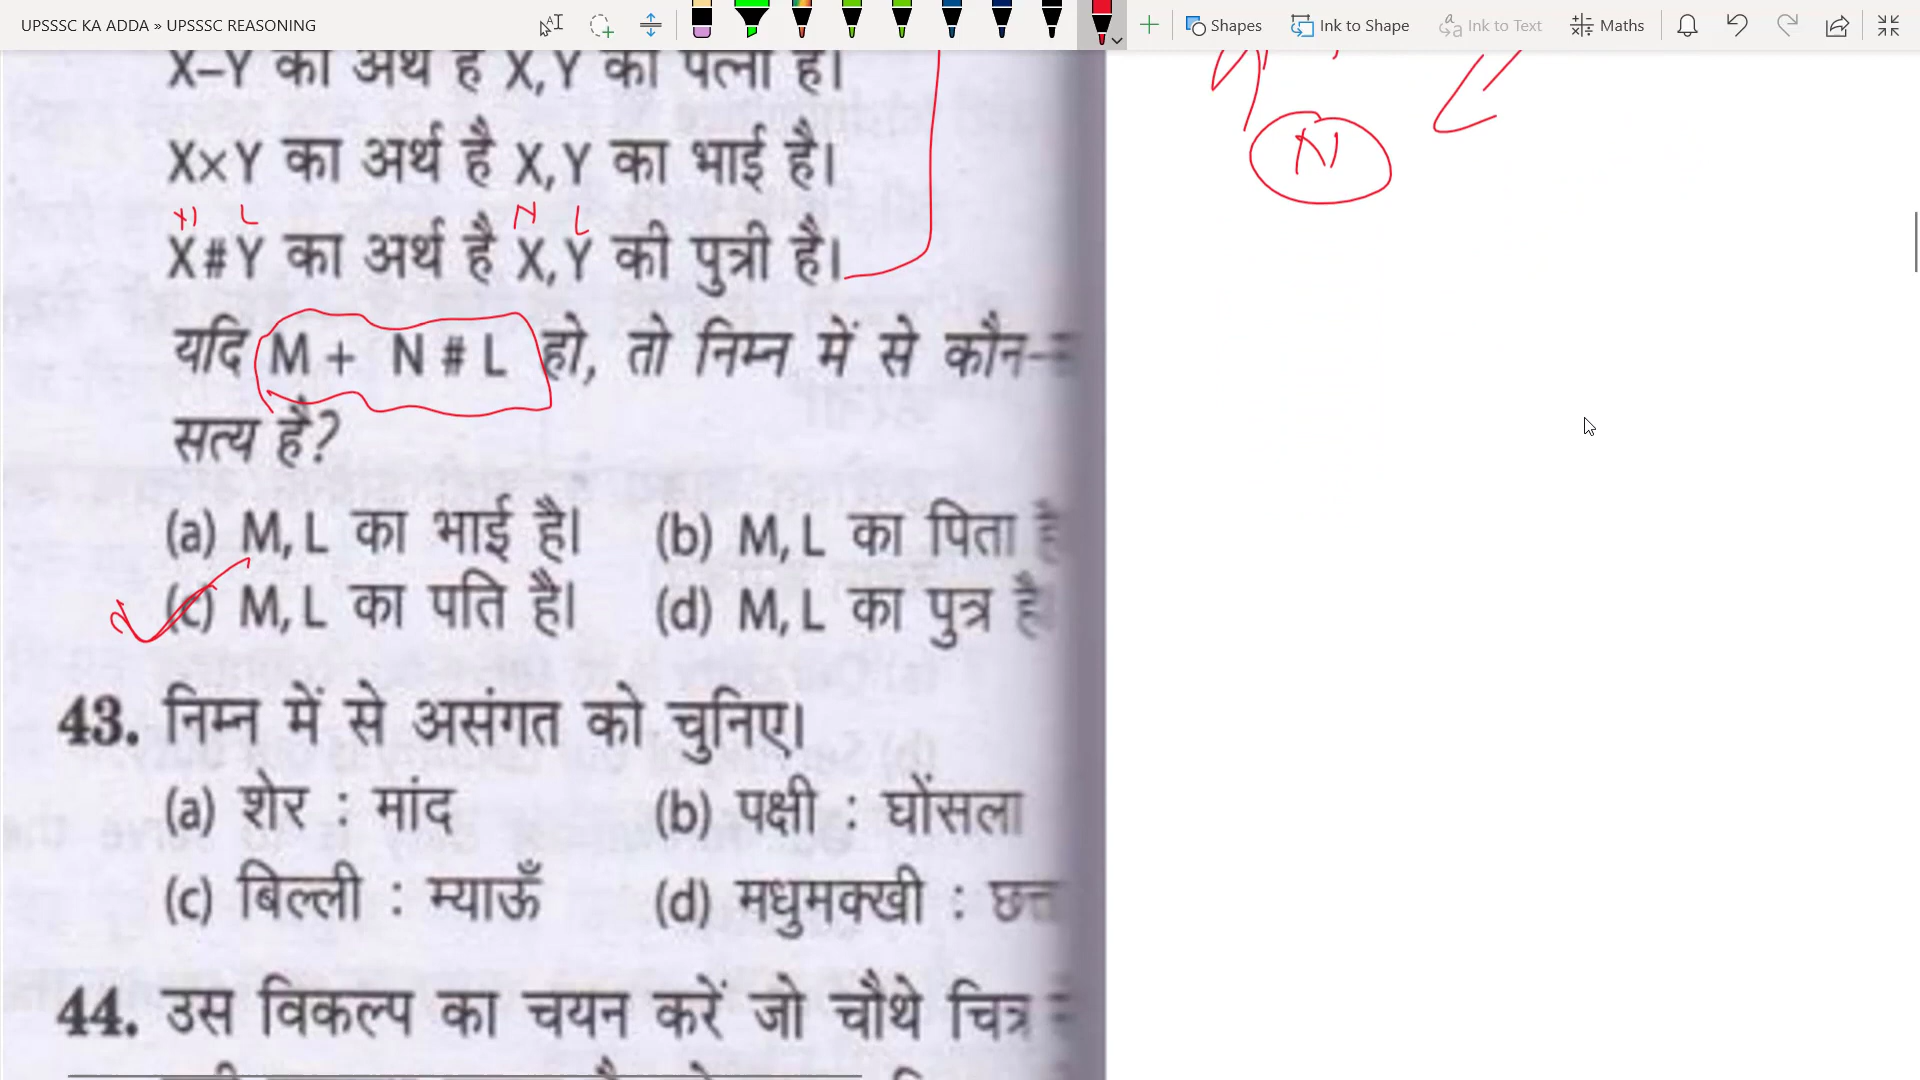 UPSSSC KA ADDA » UPSSSC REASONING
Shapes
Ink to Shape
Ink to Text
Maths
X–Y का अर्थ है X,Y की पत्नी है।
X×Y का अर्थ है X,Y का भाई है।
N L N L
X#Y का अर्थ है X,Y की पुत्री है।
N
यदि M + N # L हो, तो निम्न में से कौन-
सत्य है?
(a) M, L का भाई है। (b) M, L का पिता है
(c) M, L का पति है। (d) M, L का पुत्र है
43. निम्न में से असंगत को चुनिए।
(a) शेर : मांद (b) पक्षी : घोंसला
(c) बिल्ली : म्याऊँ (d) मधुमक्खी : छत्ता
44. उस विकल्प का चयन करें जो चौथे चित्र